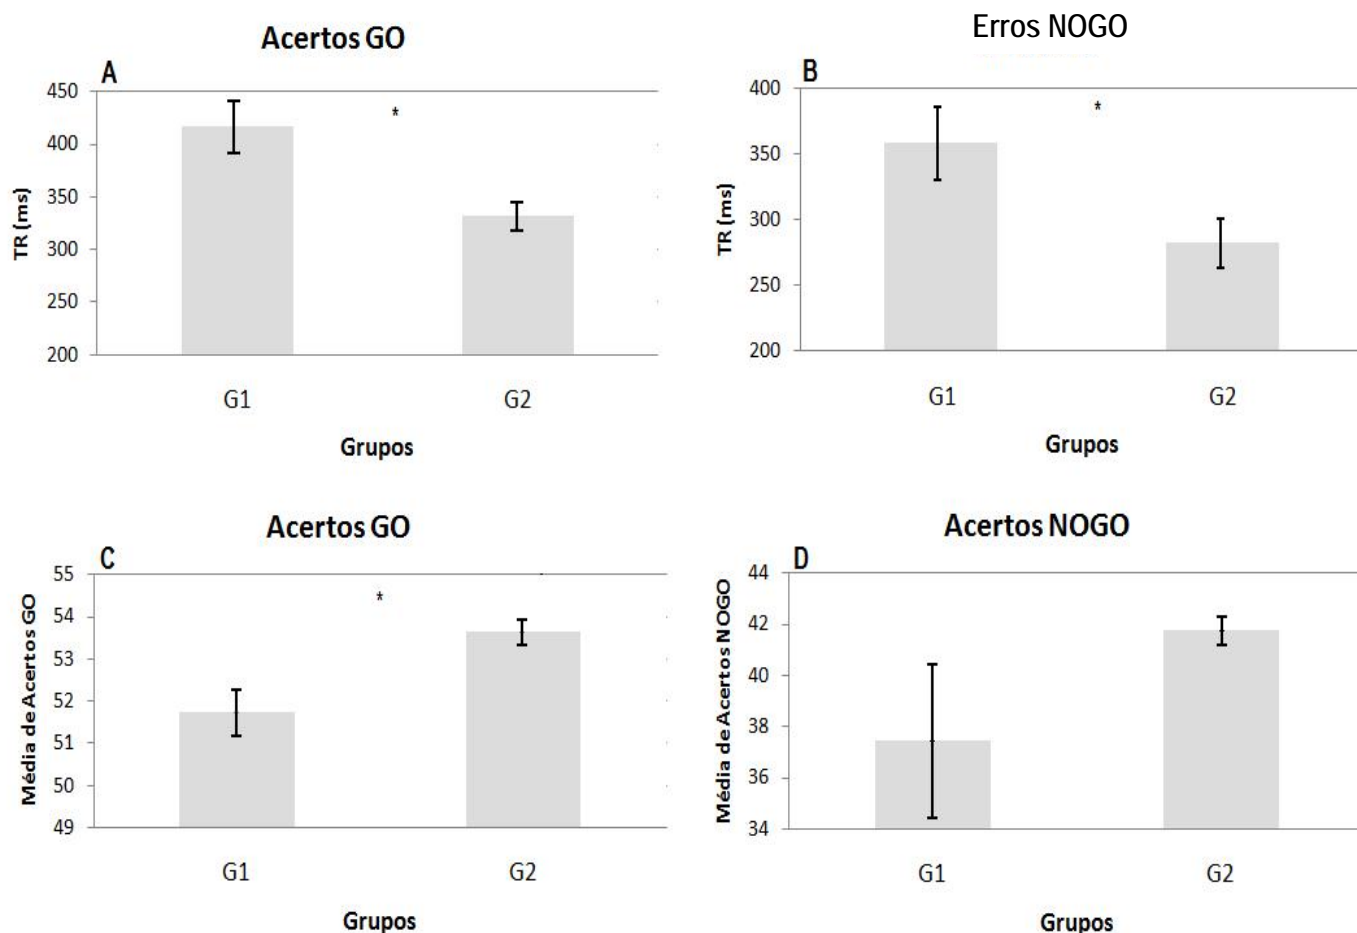 Acertos GO
A
450
400
350
300
250
200
TR (ms)
*
G1
G2
Grupos
Erros NOGO
B
400
350
300
250
200
TR (ms)
*
G1
G2
Grupos
Acertos GO
C
55
54
53
52
51
50
49
Média de Acertos GO
*
G1
G2
Grupos
Acertos NOGO
D
44
42
40
38
36
34
Média de Acertos NOGO
G1
G2
Grupos